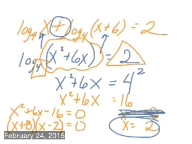 log₄ x + log₄ (x+6) = 2
log₄ (x²+6x) = 2
x²+6x = 4²
x²+6x = 16
x²+6x-16=0
(x+8)(x-2)=0
x= 2
February 24, 2015